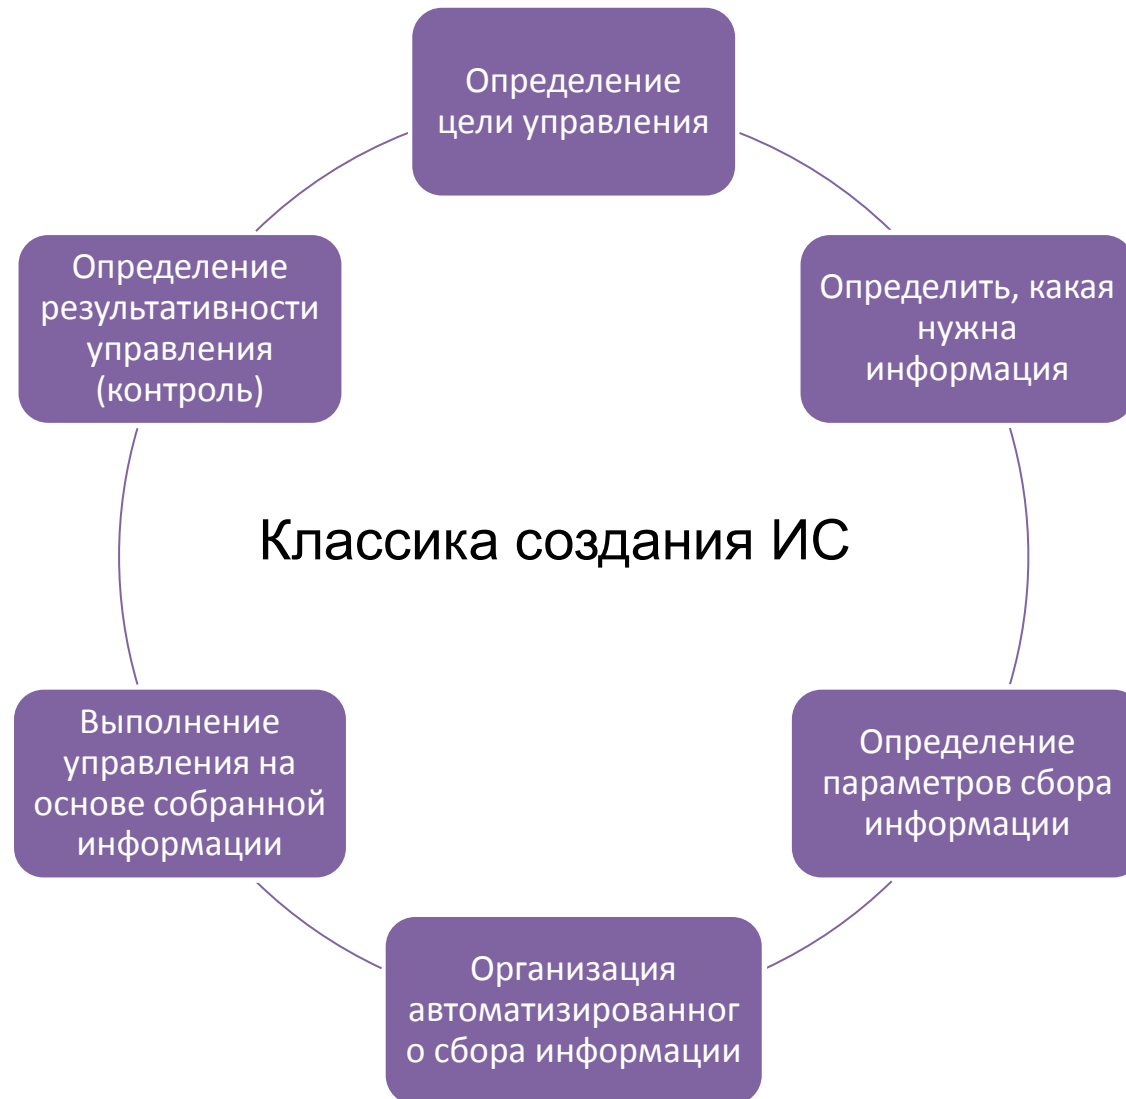 Определение
цели управления
Определить, какая
нужна
информация
Определение
параметров сбора
информации
Организация
автоматизированног
о сбора информации
Выполнение
управления на
основе собранной
информации
Определение
результативности
управления
(контроль)
Классика создания ИС